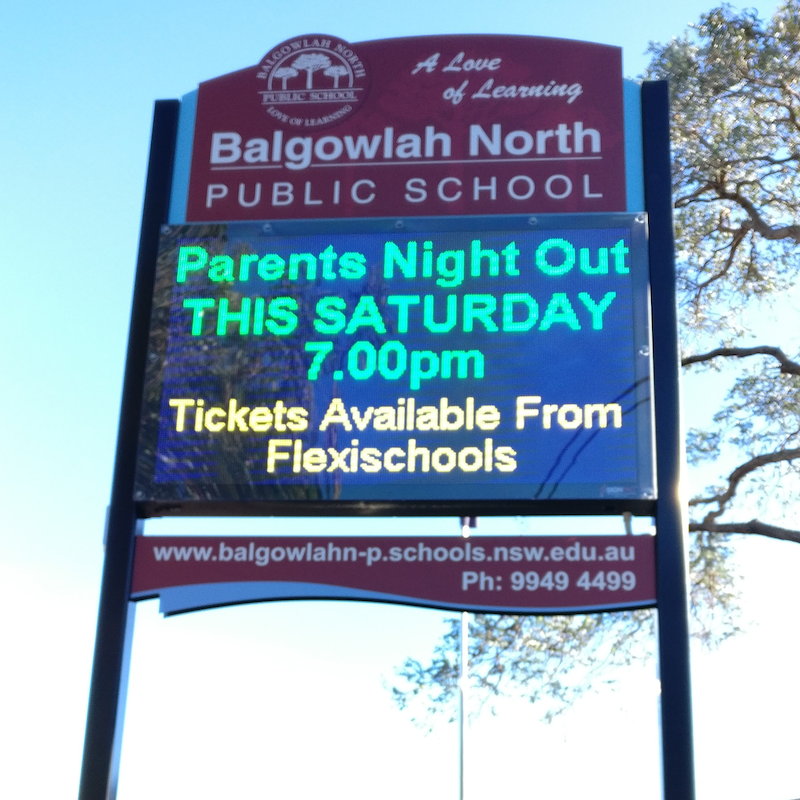 BALGOWLAH NORTH
PUBLIC SCHOOL
LOVE OF LEARNING
A Love
of Learning
Balgowlah North
PUBLIC SCHOOL
Parents Night Out
THIS SATURDAY
7.00pm
Tickets Available From
Flexischools
www.balgowlahn-p.schools.nsw.edu.au
Ph: 9949 4499